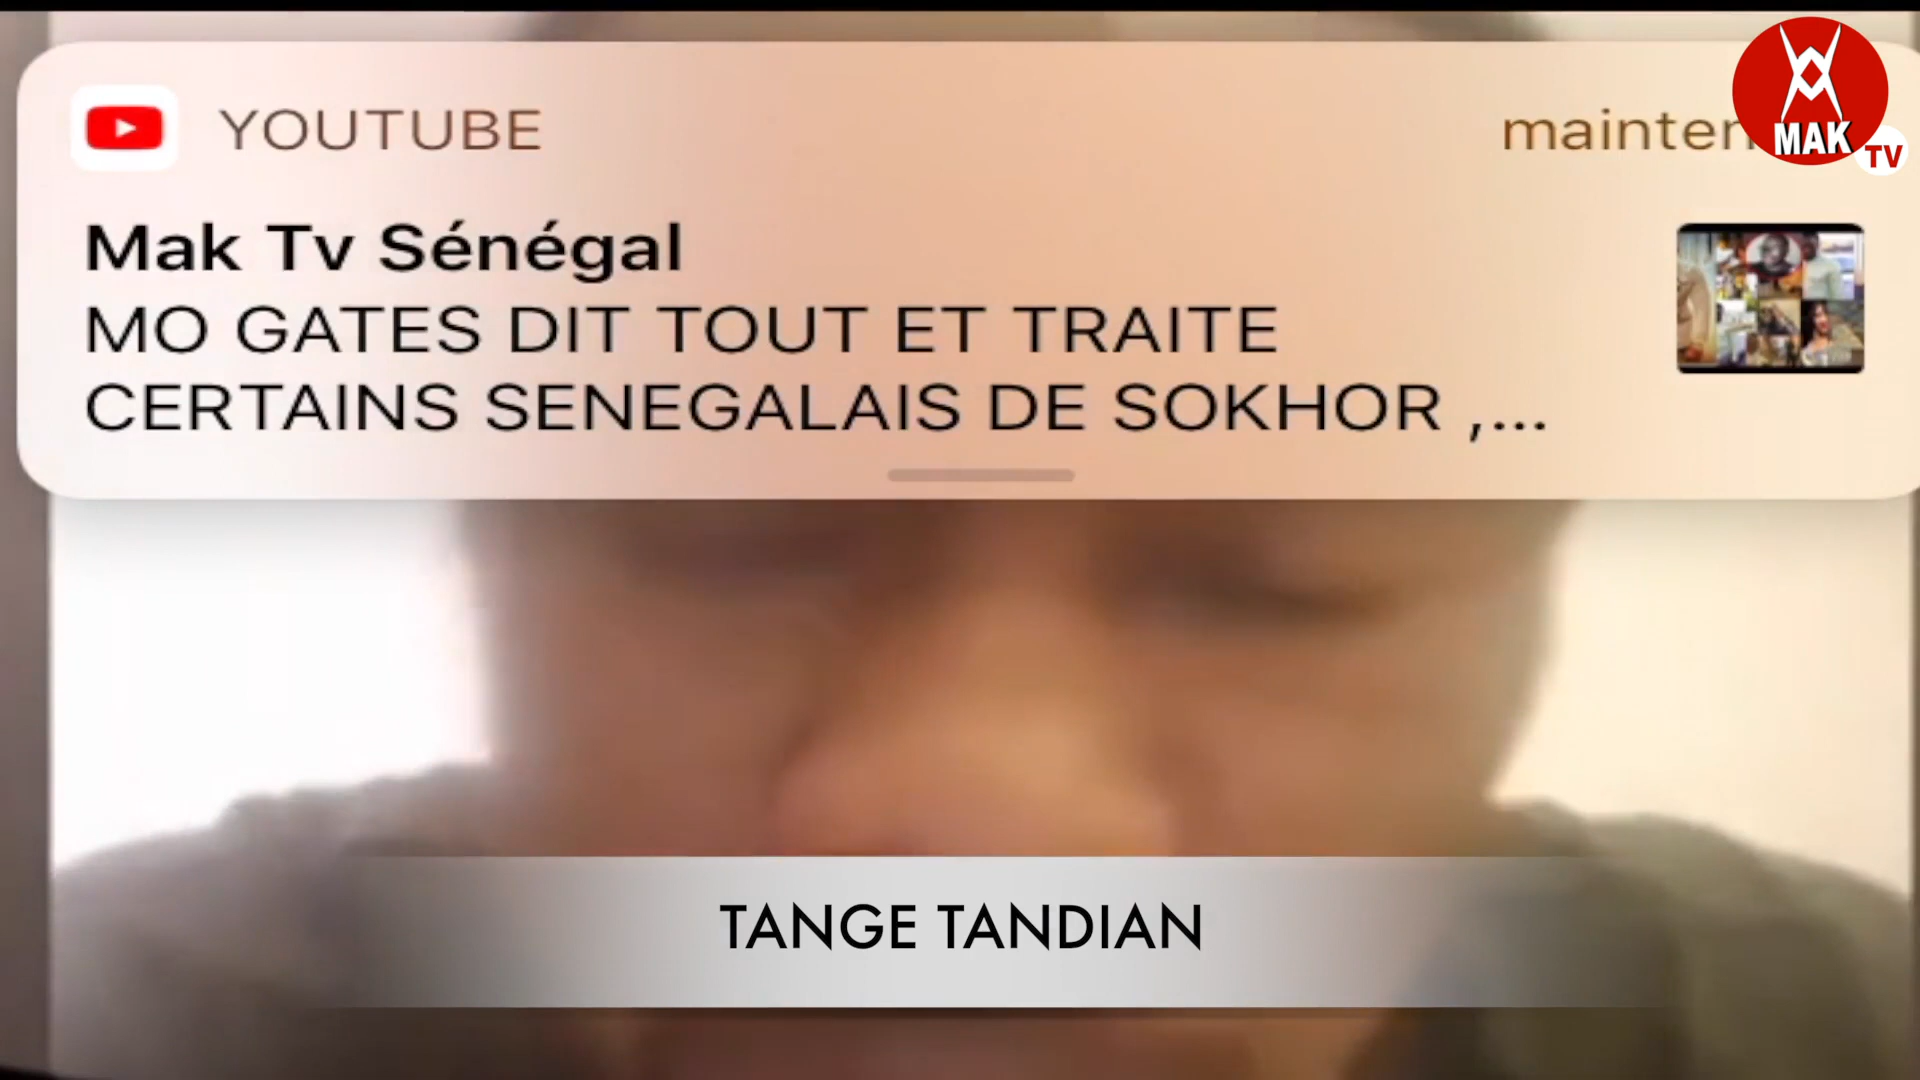 YOUTUBE
mainten
MAK
TV
Mak Tv Sénégal
MO GATES DIT TOUT ET TRAITE
CERTAINS SENEGALAIS DE SOKHOR ,...
TANGE TANDIAN